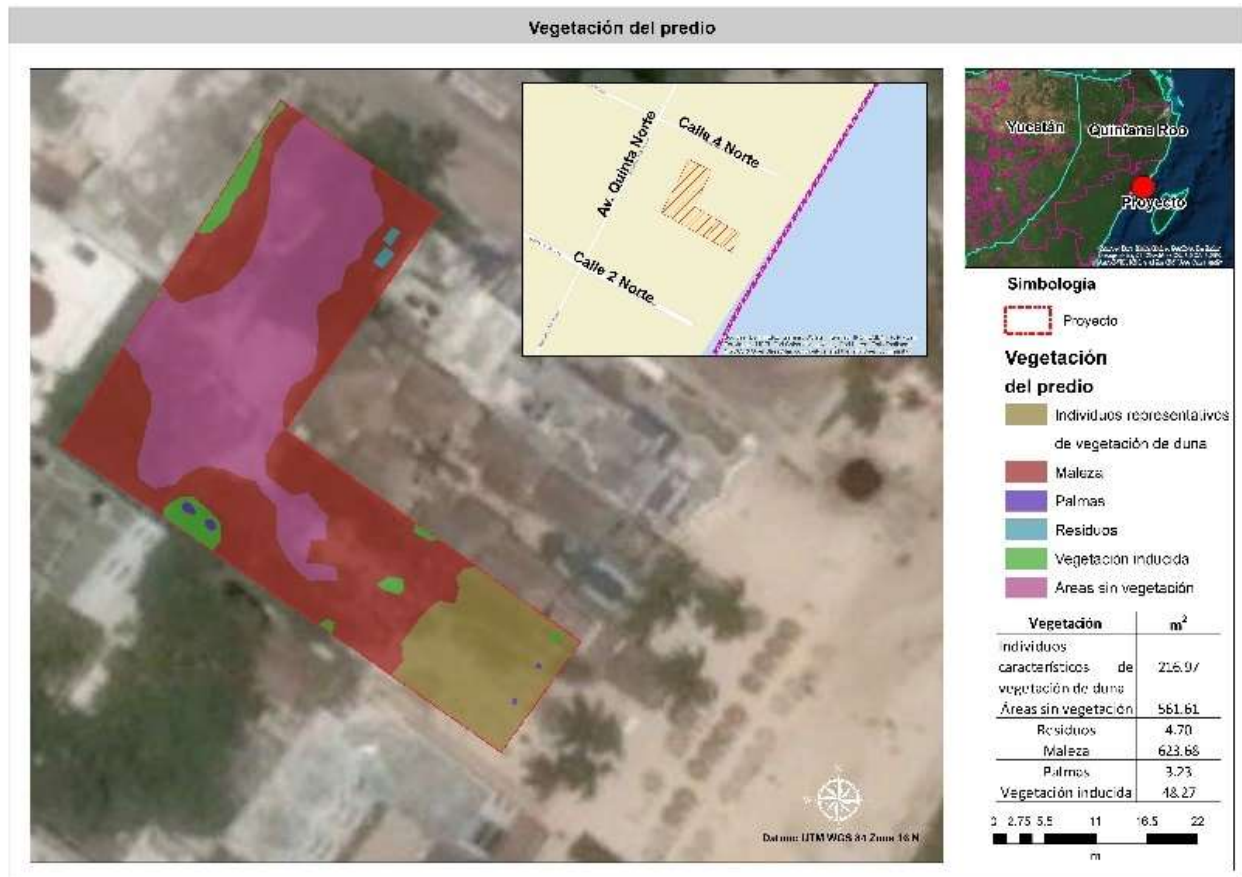 Vegetación del predio
Calle 4 Norte
Av. Quinta Norte
Calle 2 Norte
Yucatán
Quintana Roo
Proyecto
Simbología
Proyecto
Vegetación
del predio
Individuos representativos
de vegetación de duna
Maleza
Palmas
Residuos
Vegetación inducida
Áreas sin vegetación
Vegetación m²
Individuos
característicos de 216.97
vegetación de duna
Áreas sin vegetación 561.61
Residuos 4.70
Maleza 623.68
Palmas 3.23
Vegetación inducida 48.27
2.75 5.5 11 16.5 22
m
N
W
Datum: UTM WGS 84 Zone 16 N